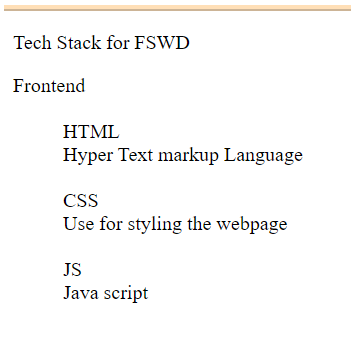 Tech Stack for FSWD
Frontend
HTML
Hyper Text markup Language
CSS
Use for styling the webpage
JS
Java script